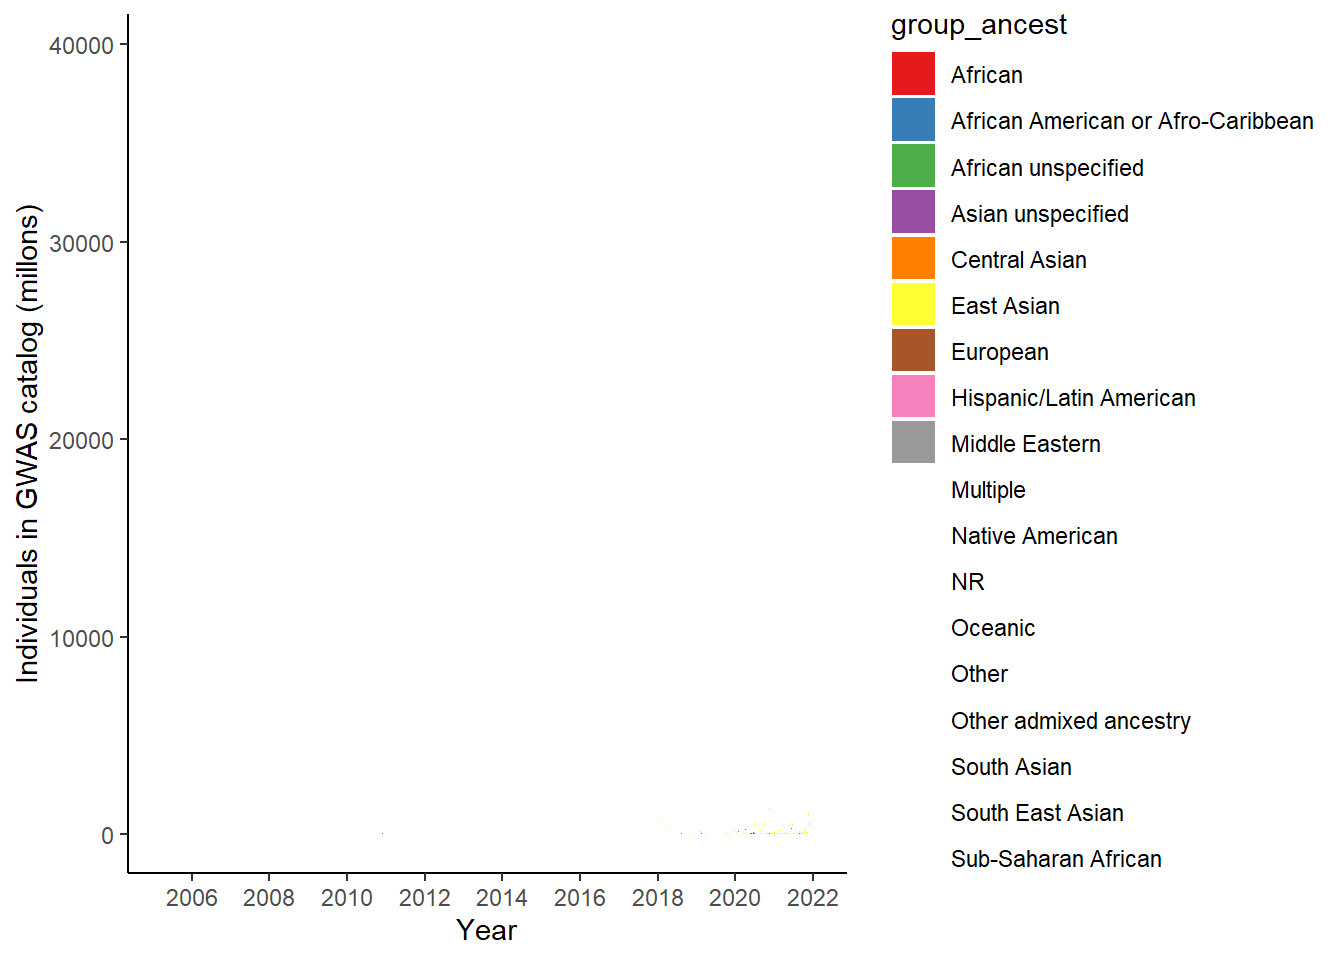 group_ancest
African
African American or Afro-Caribbean
African unspecified
Asian unspecified
Central Asian
East Asian
European
Hispanic/Latin American
Middle Eastern
Multiple
Native American
NR
Oceanic
Other
Other admixed ancestry
South Asian
South East Asian
Sub-Saharan African
Individuals in GWAS catalog (millons)
40000
30000
20000
10000
0
2006 2008 2010 2012 2014 2016 2018 2020 2022
Year